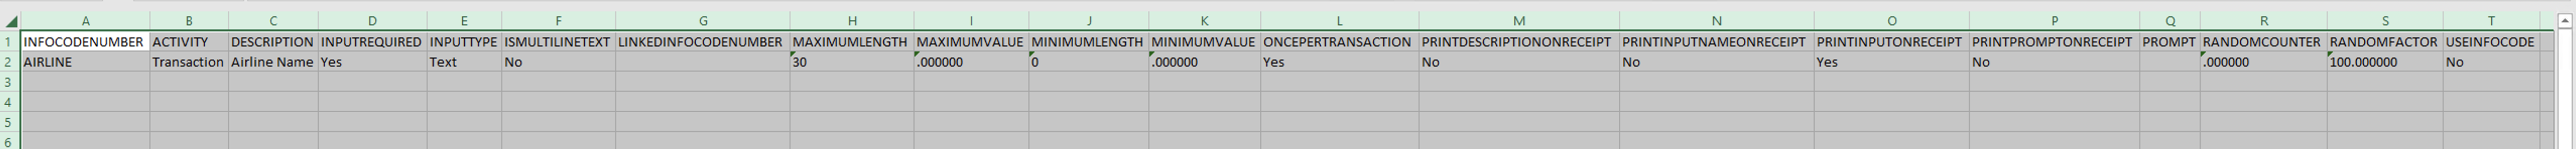 A B C D E F G H I J K L M N O P Q R S T
1 INFOCODENUMBER ACTIVITY DESCRIPTION INPUTREQUIRED INPUTTYPE ISMULTILINETEXT LINKEDINFOCODENUMBER MAXIMUMLENGTH MAXIMUMVALUE MINIMUMLENGTH MINIMUMVALUE ONCEPERTRANSACTION PRINTDESCRIPTIONONRECEIPT PRINTINPUTNAMEONRECEIPT PRINTINPUTONRECEIPT PRINTPROMPTONRECEIPT PROMPT RANDOMCOUNTER RANDOMFACTOR USEINFOCODE
2 AIRLINE Transaction Airline Name Yes Text No 30 .000000 0 .000000 Yes No No Yes No .000000 100.000000 No
3
4
5
6